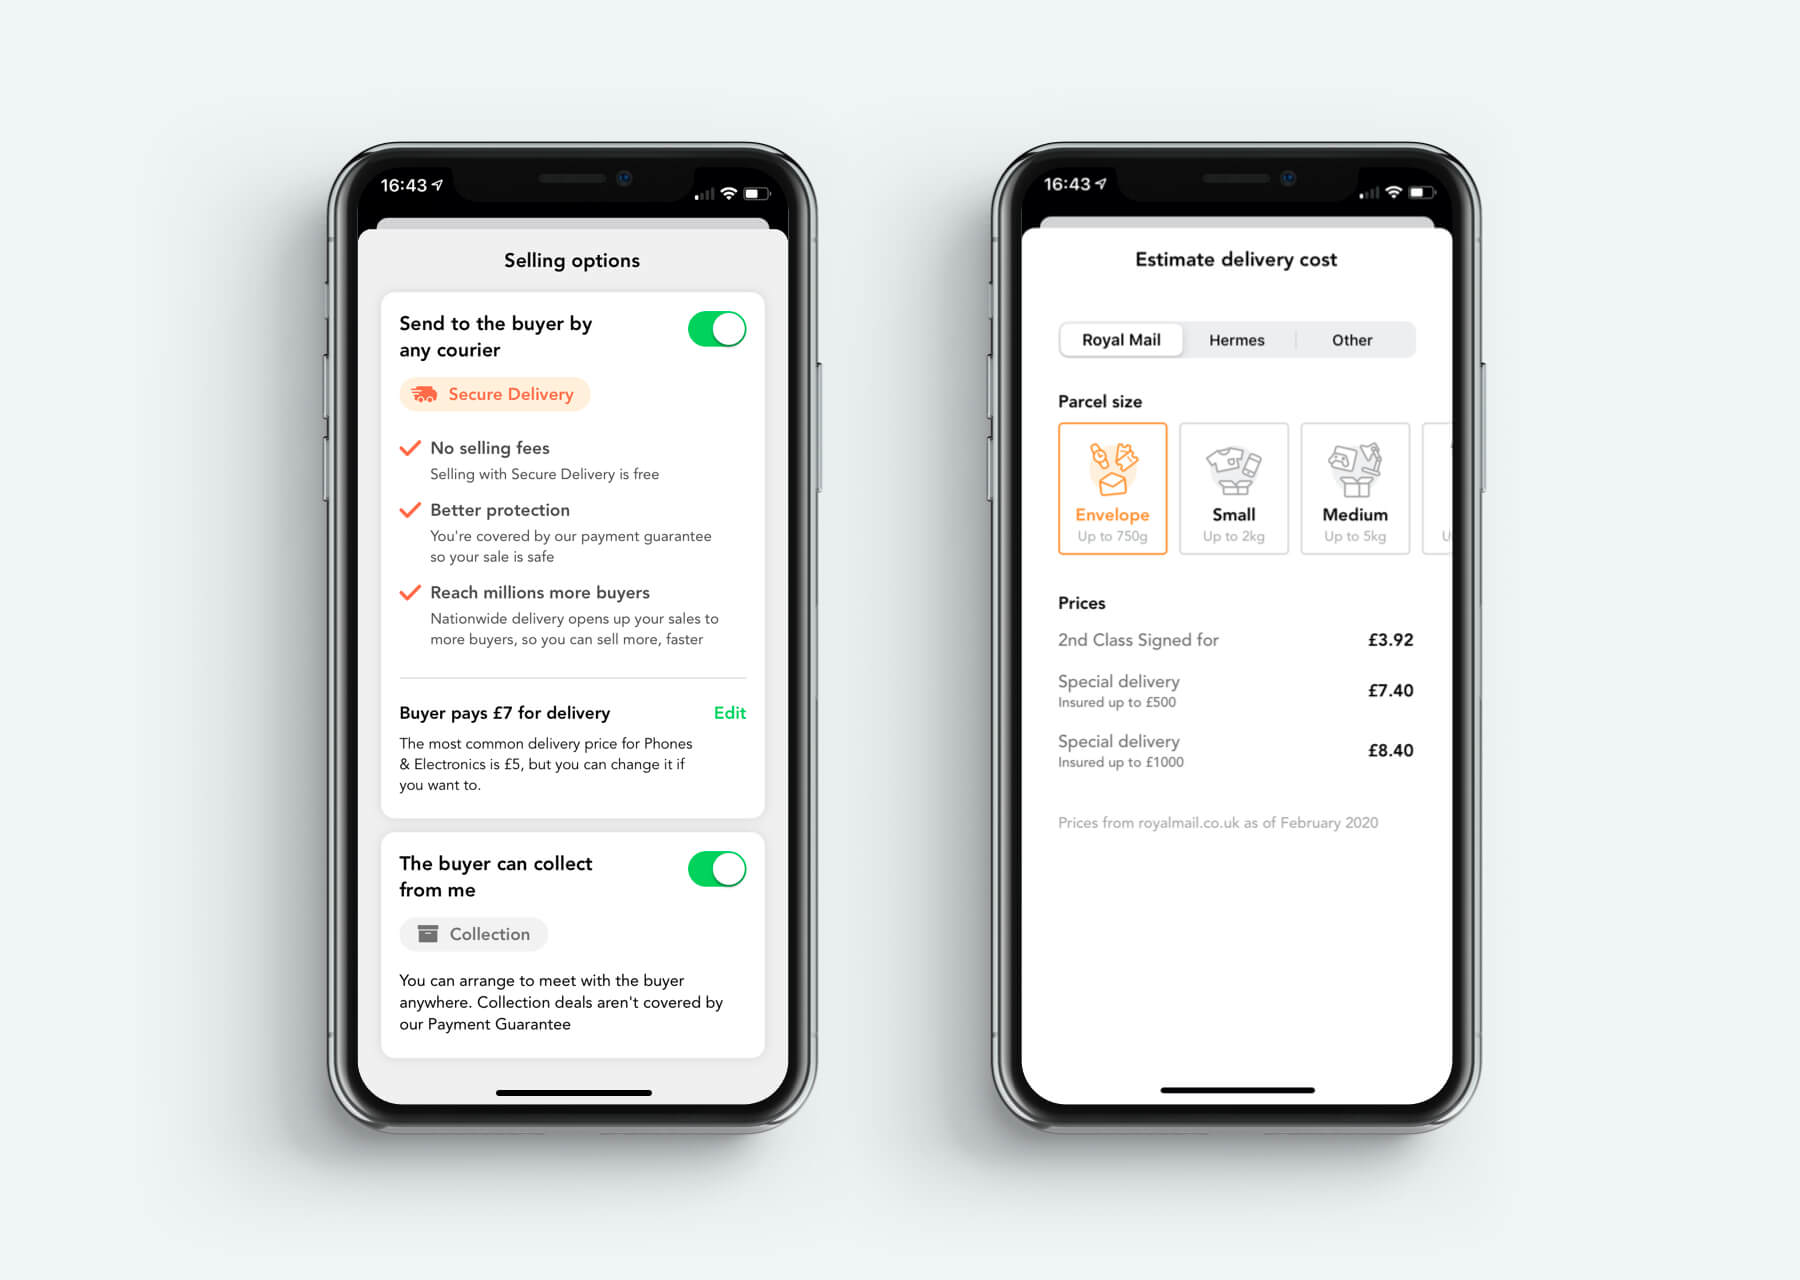 16:43
Selling options
Send to the buyer by
any courier
Secure Delivery
No selling fees
Selling with Secure Delivery is free
Better protection
You're covered by our payment guarantee
so your sale is safe
Reach millions more buyers
Nationwide delivery opens up your sales to
more buyers, so you can sell more, faster
Buyer pays £7 for delivery
Edit
The most common delivery price for Phones
& Electronics is £5, but you can change it if
you want to.
The buyer can collect
from me
Collection
You can arrange to meet with the buyer
anywhere. Collection deals aren't covered by
our Payment Guarantee
16:43
Estimate delivery cost
Royal Mail
Hermes
Other
Parcel size
Envelope
Up to 750g
Small
Up to 2kg
Medium
Up to 5kg
Prices
2nd Class Signed for
£3.92
Special delivery
Insured up to £500
£7.40
Special delivery
Insured up to £1000
£8.40
Prices from royalmail.co.uk as of February 2020